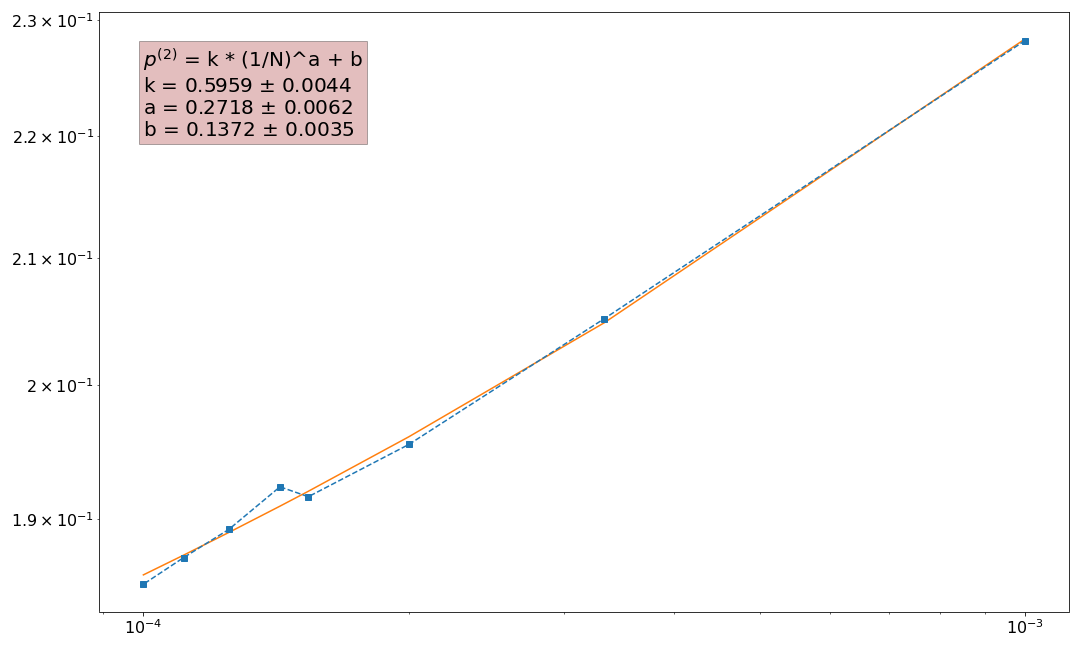 2.3 × 10⁻¹
2.2 × 10⁻¹
2.1 × 10⁻¹
2 × 10⁻¹
1.9 × 10⁻¹
p⁽²⁾ = k * (1/N)^a + b
k = 0.5959 ± 0.0044
a = 0.2718 ± 0.0062
b = 0.1372 ± 0.0035
10⁻⁴
10⁻³